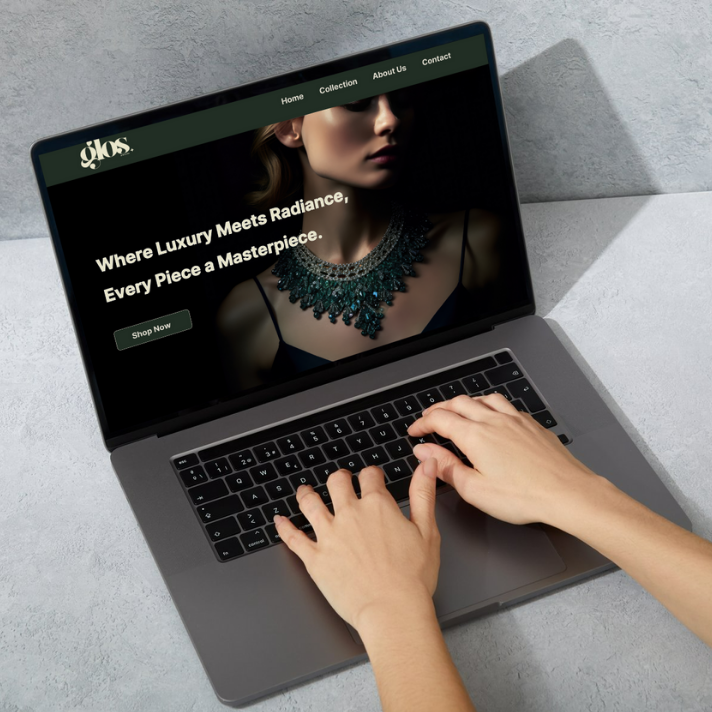 glos.
Home Collection About Us Contact
Where Luxury Meets Radiance,
Every Piece a Masterpiece.
Shop Now